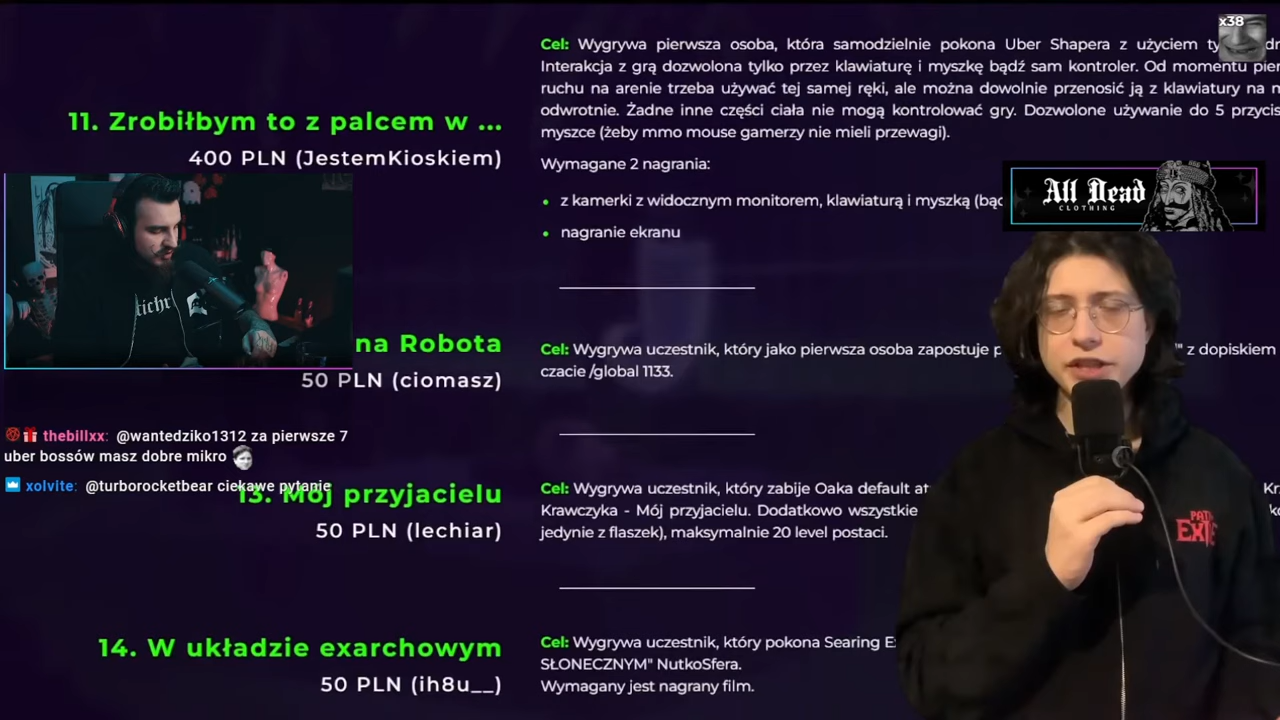 x38
11. Zrobiłbym to z palcem w ...
400 PLN (JestemKioskiem)
Cel: Wygrywa pierwsza osoba, która samodzielnie pokona Uber Shapera z użyciem
Interakcja z grą dozwolona tylko przez klawiaturę i myszkę bądź sam kontroler. Od momentu
ruchu na arenie trzeba używać tej samej ręki, ale można dowolnie przenosić ją z klawiatury na
odwrotnie. Żadne inne części ciała nie mogą kontrolować gry. Dozwolone używanie do 5
myszce (żeby mmo mouse gamerzy nie mieli przewagi).
Wymagane 2 nagrania:
• z kamerki z widocznym monitorem, klawiaturą i myszką
• nagranie ekranu
All Dead
CLOTHING
na Robota
50 PLN (ciomasz)
Cel: Wygrywa uczestnik, który jako pierwsza osoba zapostuje " z dopiskiem
czacie /global 1133.
thebillxx: @wantedziko1312 za pierwsze 7
uber bossów masz dobre mikro
xolvite: @turborocketbear ciekawe pytanie
13. Mój przyjacielu
50 PLN (lechiar)
Cel: Wygrywa uczestnik, który zabije Oaka default
Krawczyka - Mój przyjacielu. Dodatkowo wszystkie
jedynie z flaszek), maksymalnie 20 level postaci.
14. W układzie exarchowym
50 PLN (ih8u__)
Cel: Wygrywa uczestnik, który pokona Searing
SŁONECZNYM" NutkoSfera.
Wymagany jest nagrany film.